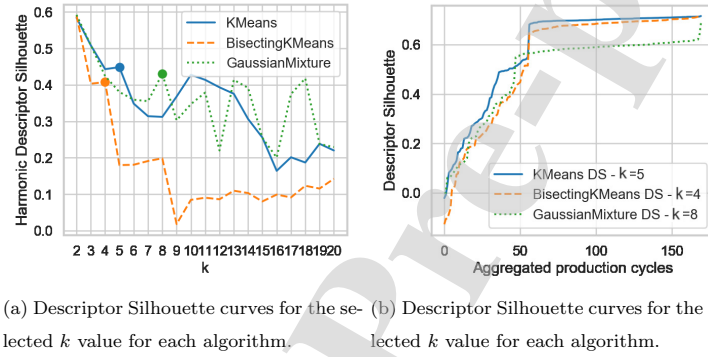 Harmonic Descriptor Silhouette
0.6
0.5
0.4
0.3
0.2
0.1
0.0
KMeans
BisectingKMeans
GaussianMixture
2 3 4 5 6 7 8 9 1011121314151617181920
k
Descriptor Silhouette
0.6
0.4
0.2
0.0
KMeans DS - k=5
BisectingKMeans DS - k=4
GaussianMixture DS - k=8
0 50 100 150
Aggregated production cycles
(a) Descriptor Silhouette curves for the se-
lected k value for each algorithm.
(b) Descriptor Silhouette curves for the
lected k value for each algorithm.
Pre-p